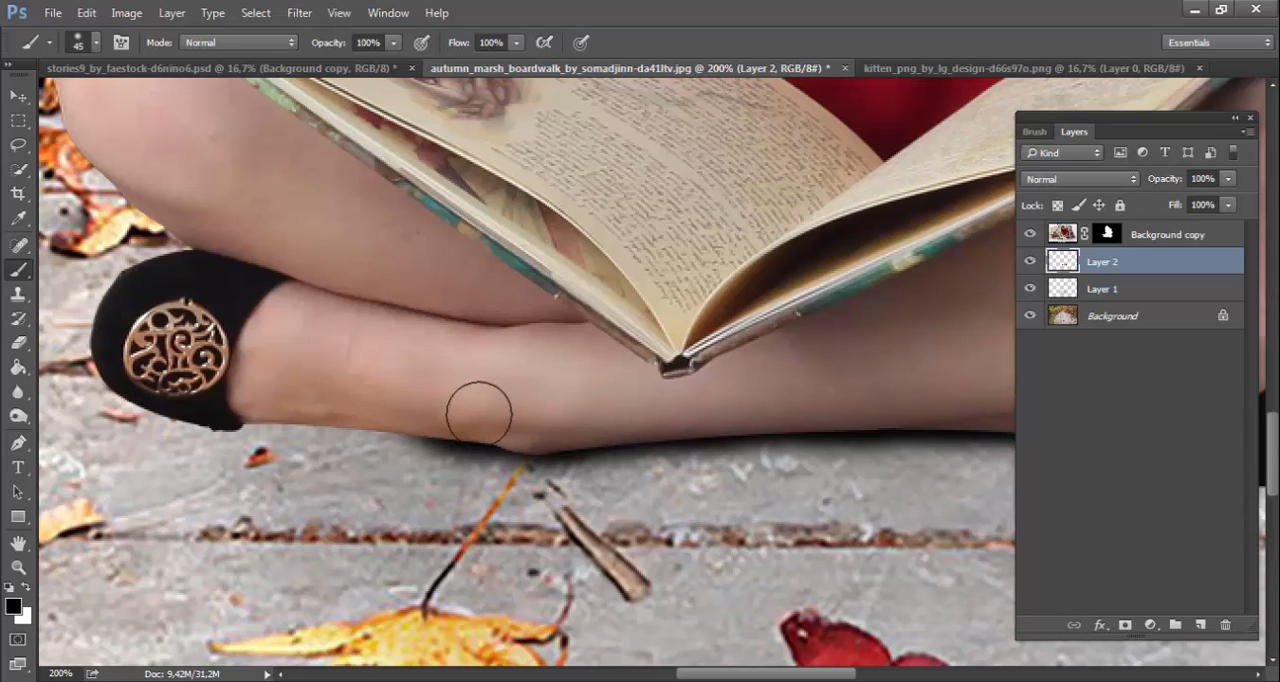 Ps File Edit Image Layer Type Select Filter View Window Help
45 Mode: Normal Opacity: 100% Flow: 100% Essentials
stories9_by_faestock-d6nino6.psd @ 16,7% (Background copy, RGB/8) * × autumn_marsh_boardwalk_by_somadjinn-da41ltv.jpg @ 200% (Layer 2, RGB/8#) * × kitten_png_by_lg_design-d66s97o.png @ 16,7% (Layer 0, RGB/8#) ×
Brush Layers
Kind
Normal Opacity: 100%
Lock: Fill: 100%
Background copy
Layer 2
Layer 1
Background
200% Doc: 9,42M/31,2M